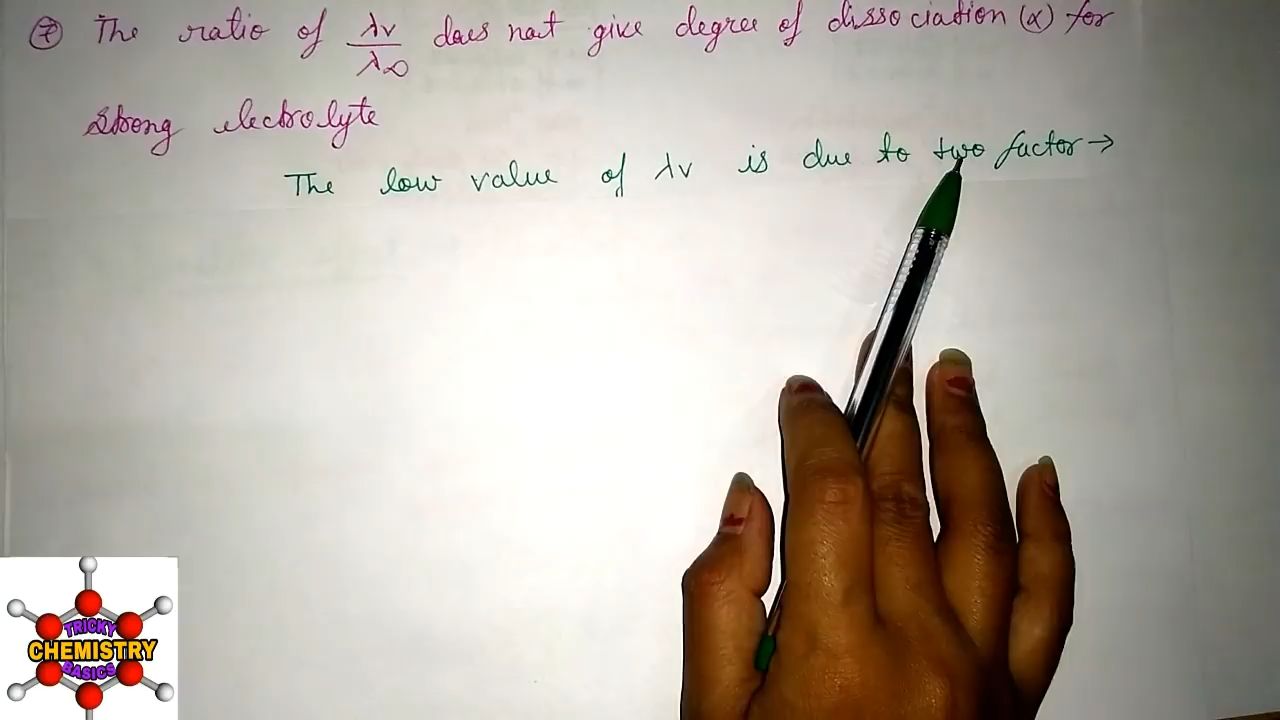 ⑦ The ratio of λv/λ∞ does not give degree of dissociation (α) for
strong electrolyte
The low value of λv is due to two factor→
TRICKY
CHEMISTRY
BASICS